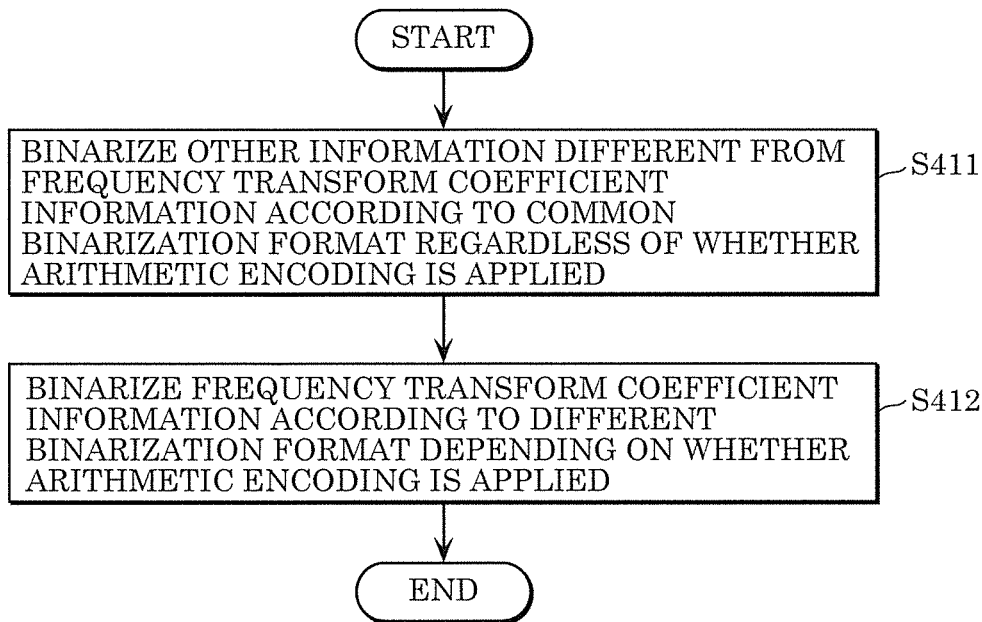 START
BINARIZE OTHER INFORMATION DIFFERENT FROM
FREQUENCY TRANSFORM COEFFICIENT
INFORMATION ACCORDING TO COMMON
BINARIZATION FORMAT REGARDLESS OF WHETHER
ARITHMETIC ENCODING IS APPLIED
S411
BINARIZE FREQUENCY TRANSFORM COEFFICIENT
INFORMATION ACCORDING TO DIFFERENT
BINARIZATION FORMAT DEPENDING ON WHETHER
ARITHMETIC ENCODING IS APPLIED
S412
END